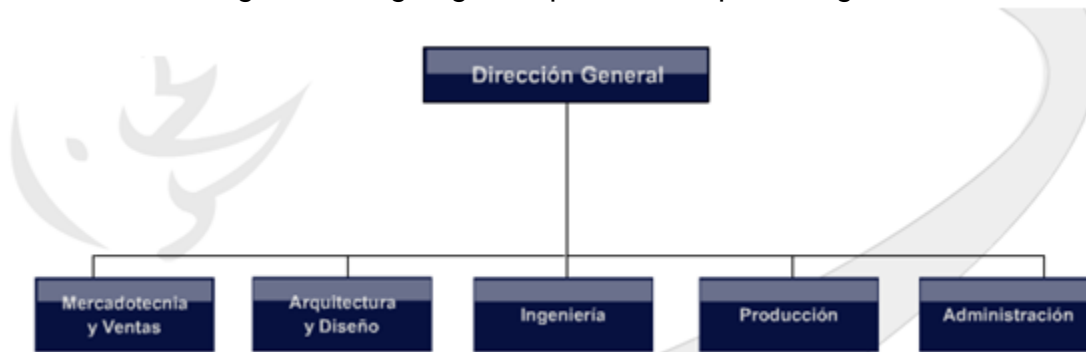 Dirección General
Mercadotecnia
y Ventas
Arquitectura
y Diseño
Ingeniería
Producción
Administración